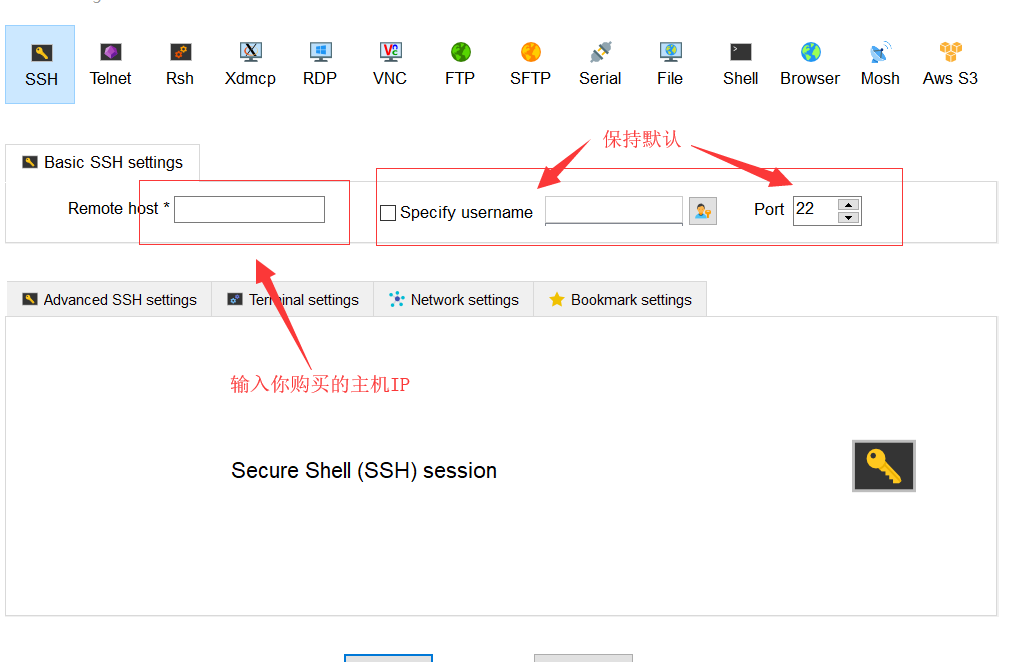 SSH Telnet Rsh Xdmcp RDP VNC FTP SFTP Serial File Shell Browser Mosh Aws S3
保持默认
Basic SSH settings
Remote host * Specify username Port 22
Advanced SSH settings Terminal settings Network settings Bookmark settings
输入你购买的主机IP
Secure Shell (SSH) session